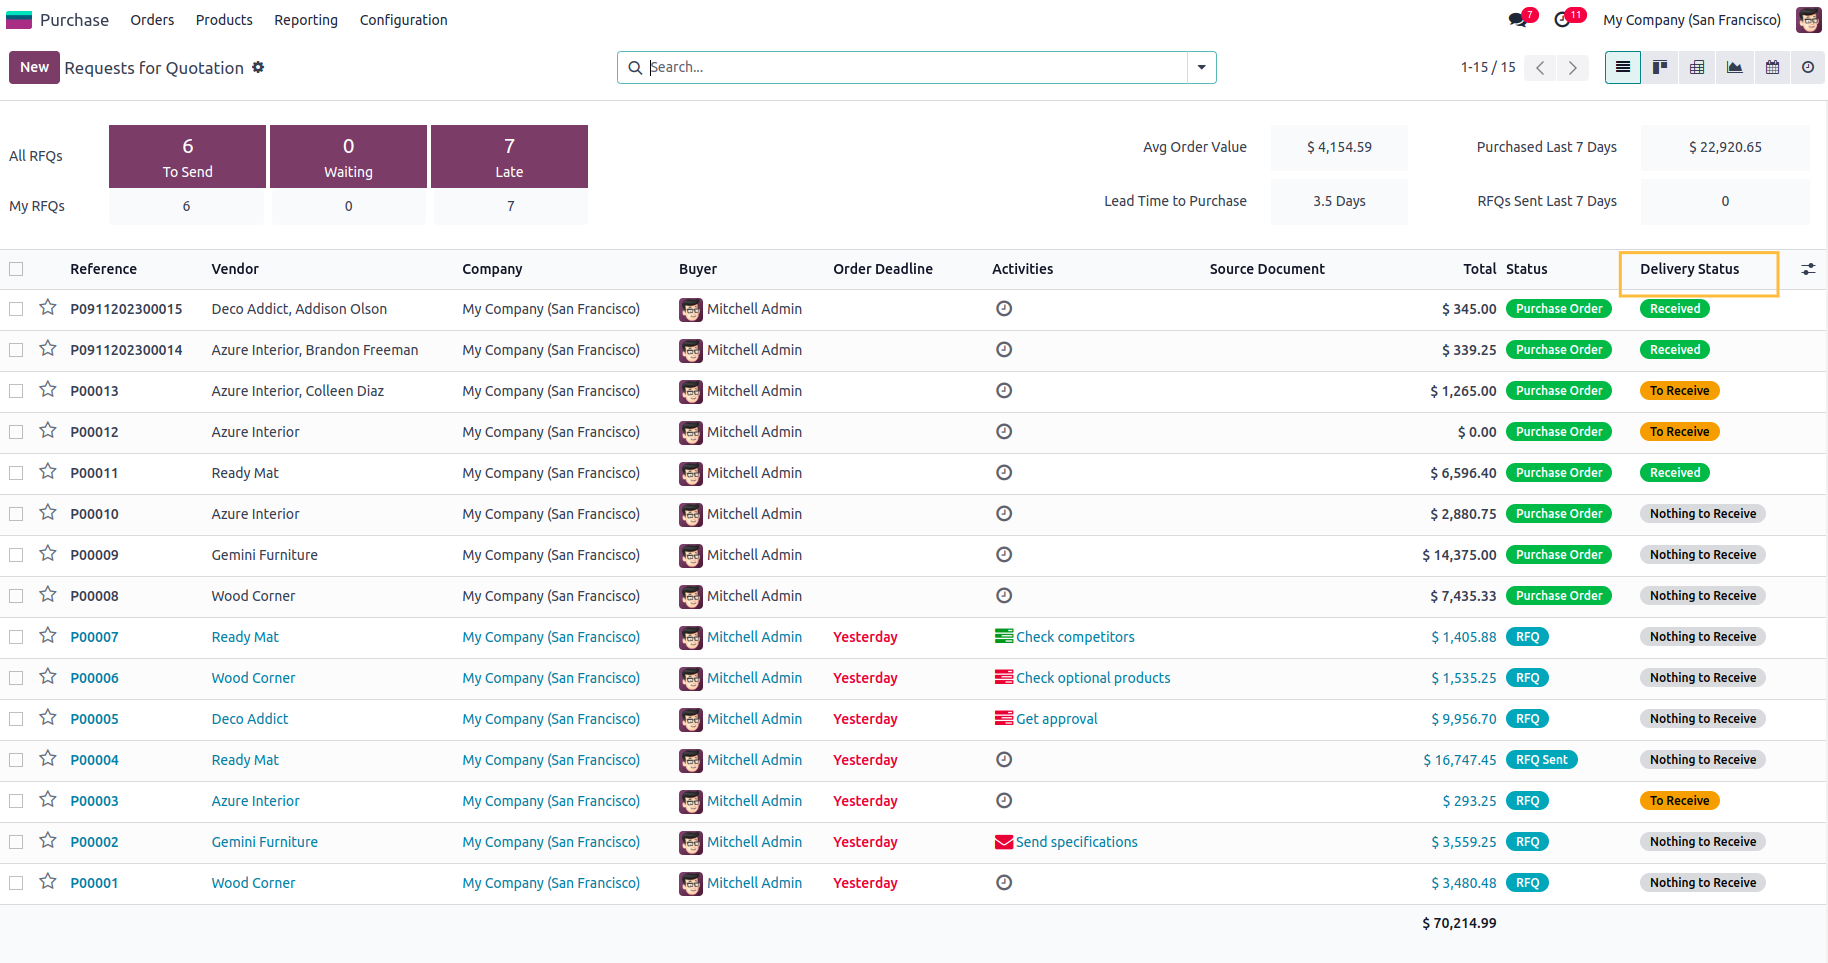 Purchase Orders Products Reporting Configuration 7 11 My Company (San Francisco)
New Requests for Quotation Search... 1-15 / 15
All RFQs 6 To Send 0 Waiting 7 Late
My RFQs 6 0 7
Avg Order Value $ 4,154.59 Purchased Last 7 Days $ 22,920.65
Lead Time to Purchase 3.5 Days RFQs Sent Last 7 Days 0
Reference Vendor Company Buyer Order Deadline Activities Source Document Total Status Delivery Status
P0911202300015 Deco Addict, Addison Olson My Company (San Francisco) Mitchell Admin $ 345.00 Purchase Order Received
P0911202300014 Azure Interior, Brandon Freeman My Company (San Francisco) Mitchell Admin $ 339.25 Purchase Order Received
P00013 Azure Interior, Colleen Diaz My Company (San Francisco) Mitchell Admin $ 1,265.00 Purchase Order To Receive
P00012 Azure Interior My Company (San Francisco) Mitchell Admin $ 0.00 Purchase Order To Receive
P00011 Ready Mat My Company (San Francisco) Mitchell Admin $ 6,596.40 Purchase Order Received
P00010 Azure Interior My Company (San Francisco) Mitchell Admin $ 2,880.75 Purchase Order Nothing to Receive
P00009 Gemini Furniture My Company (San Francisco) Mitchell Admin $ 14,375.00 Purchase Order Nothing to Receive
P00008 Wood Corner My Company (San Francisco) Mitchell Admin $ 7,435.33 Purchase Order Nothing to Receive
P00007 Ready Mat My Company (San Francisco) Mitchell Admin Yesterday Check competitors $ 1,405.88 RFQ Nothing to Receive
P00006 Wood Corner My Company (San Francisco) Mitchell Admin Yesterday Check optional products $ 1,535.25 RFQ Nothing to Receive
P00005 Deco Addict My Company (San Francisco) Mitchell Admin Yesterday Get approval $ 9,956.70 RFQ Nothing to Receive
P00004 Ready Mat My Company (San Francisco) Mitchell Admin Yesterday $ 16,747.45 RFQ Sent Nothing to Receive
P00003 Azure Interior My Company (San Francisco) Mitchell Admin Yesterday $ 293.25 RFQ To Receive
P00002 Gemini Furniture My Company (San Francisco) Mitchell Admin Yesterday Send specifications $ 3,559.25 RFQ Nothing to Receive
P00001 Wood Corner My Company (San Francisco) Mitchell Admin Yesterday $ 3,480.48 RFQ Nothing to Receive
$ 70,214.99